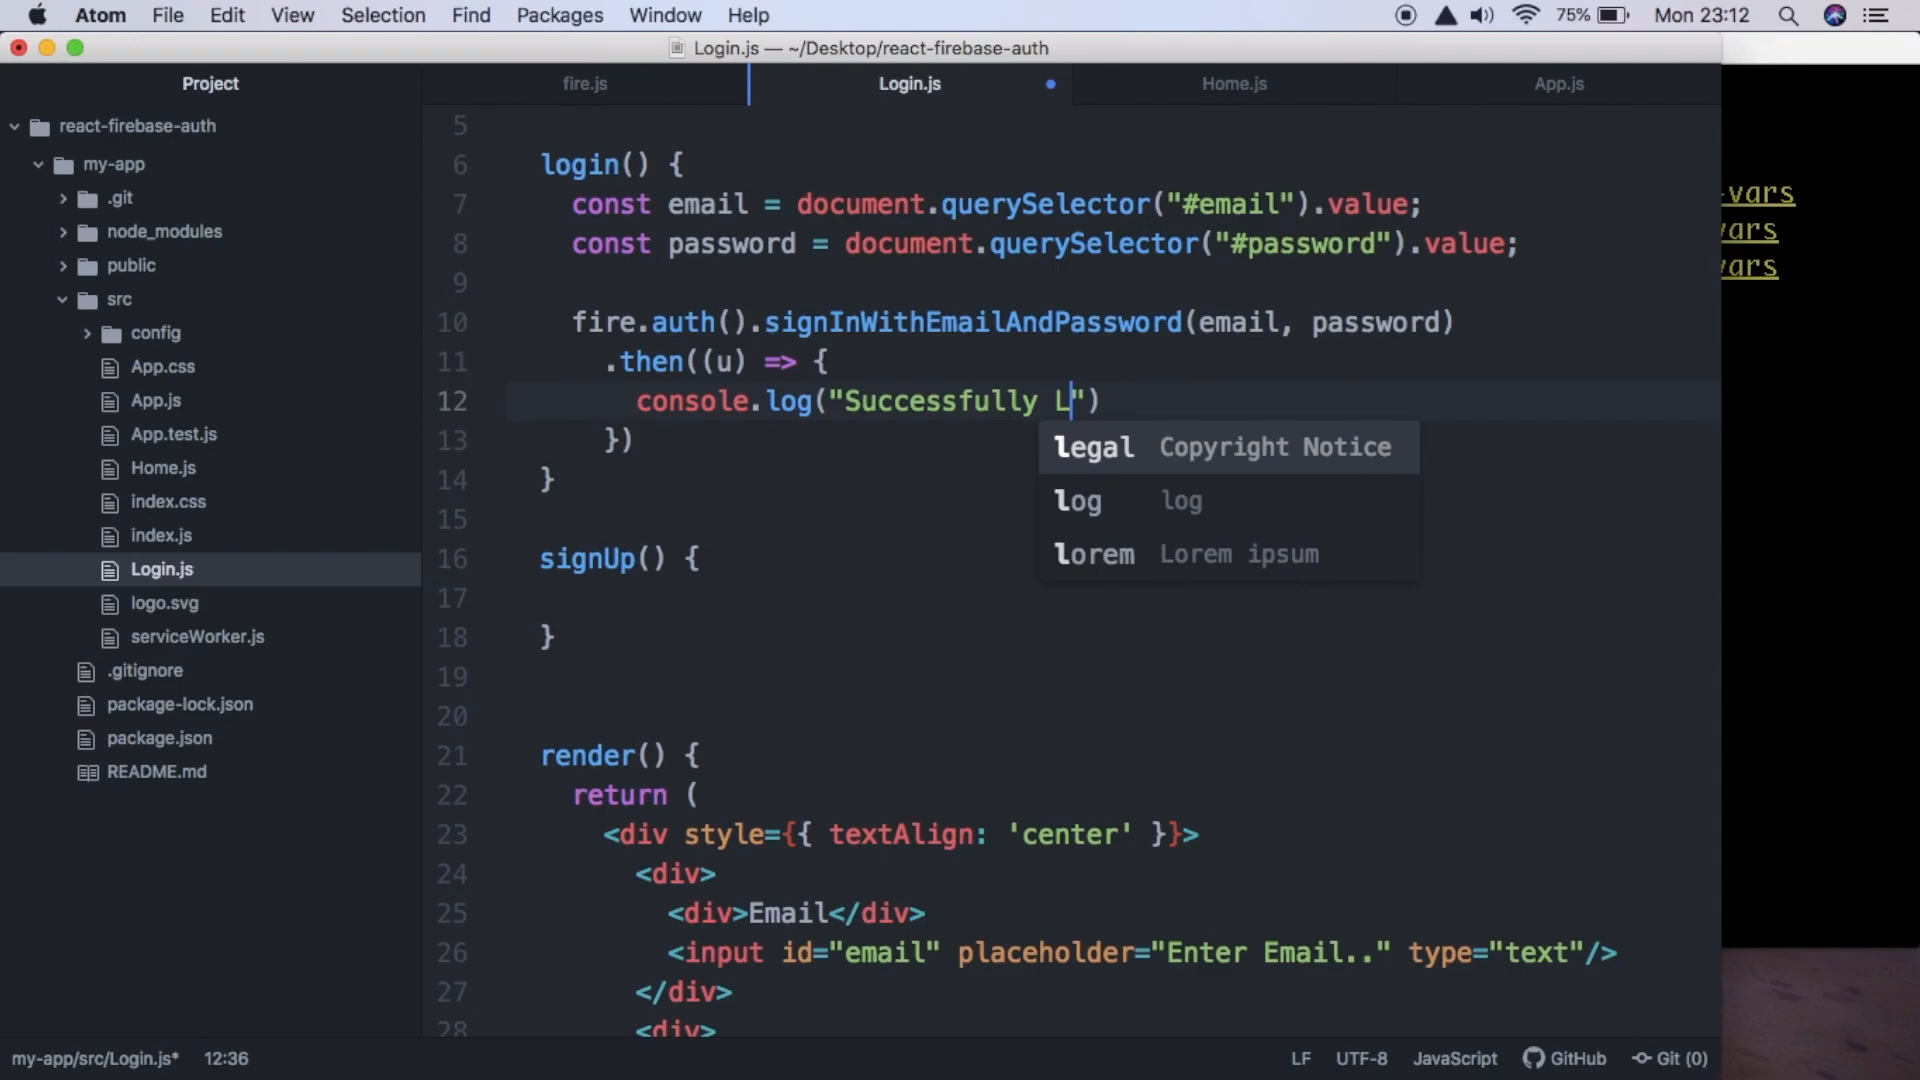 Atom File Edit View Selection Find Packages Window Help 75% Mon 23:12
Login.js — ~/Desktop/react-firebase-auth
Project
fire.js Login.js Home.js App.js
react-firebase-auth
my-app
.git
node_modules
public
src
config
App.css
App.js
App.test.js
Home.js
index.css
index.js
Login.js
logo.svg
serviceWorker.js
.gitignore
package-lock.json
package.json
README.md
5
6 login() {
7 const email = document.querySelector("#email").value;
8 const password = document.querySelector("#password").value;
9
10 fire.auth().signInWithEmailAndPassword(email, password)
11 .then((u) => {
12 console.log("Successfully L")
13 })
14 }
15
16 signUp() {
17
18 }
19
20
21 render() {
22 return (
23 <div style={{ textAlign: 'center' }}>
24 <div>
25 <div>Email</div>
26 <input id="email" placeholder="Enter Email.." type="text"/>
27 </div>
28 <div>
legal Copyright Notice
log log
lorem Lorem ipsum
-vars
vars
vars
my-app/src/Login.js* 12:36 LF UTF-8 JavaScript GitHub Git (0)